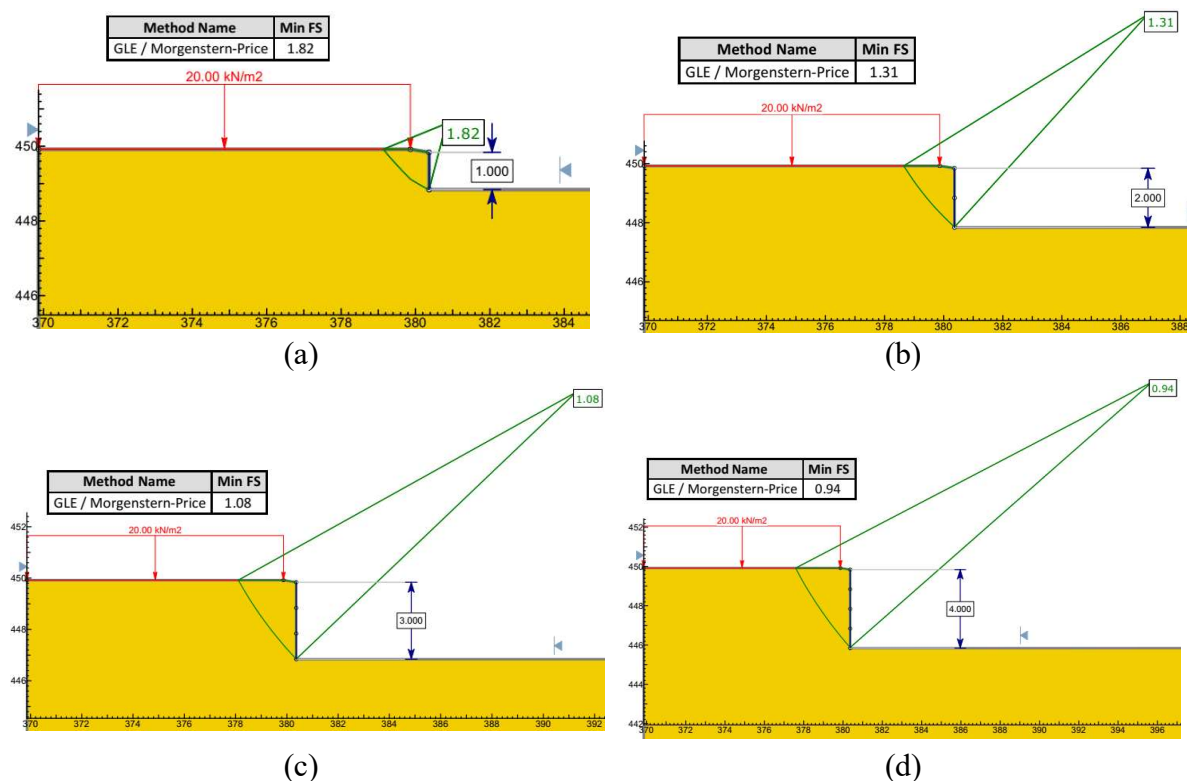 Method Name Min FS
GLE / Morgenstern-Price 1.82
20.00 kN/m2
1.82
1.000
450
448
446
370 372 374 376 378 380 382 384
(a)
Method Name Min FS
GLE / Morgenstern-Price 1.31
1.31
20.00 kN/m2
2.000
450
448
446
370 372 374 376 378 380 382 384 386 388
(b)
1.08
Method Name Min FS
GLE / Morgenstern-Price 1.08
20.00 kN/m2
3.000
452
450
448
446
370 372 374 376 378 380 382 384 386 388 390 392
(c)
0.94
Method Name Min FS
GLE / Morgenstern-Price 0.94
20.00 kN/m2
4.000
452
450
448
446
444
442
370 372 374 376 378 380 382 384 386 388 390 392 394 396
(d)